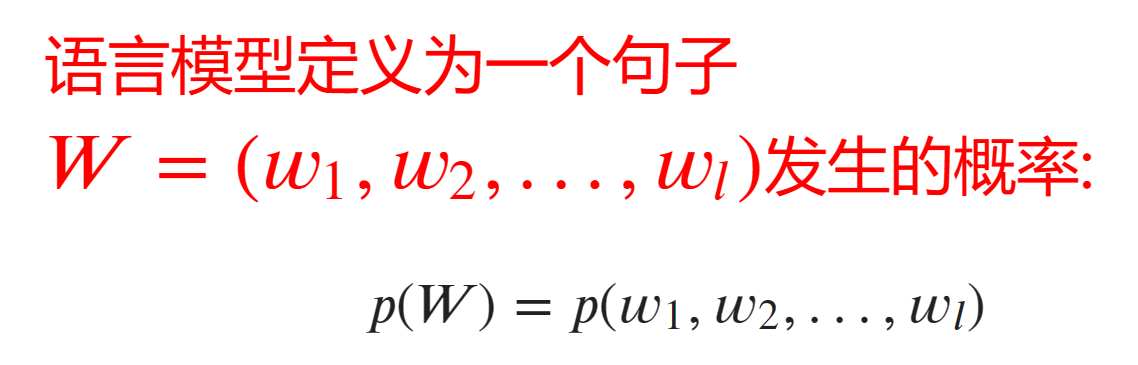 语言模型定义为一个句子
W = (w₁, w₂, . . . , wₗ)发生的概率:
p(W) = p(w₁, w₂, . . . , wₗ)